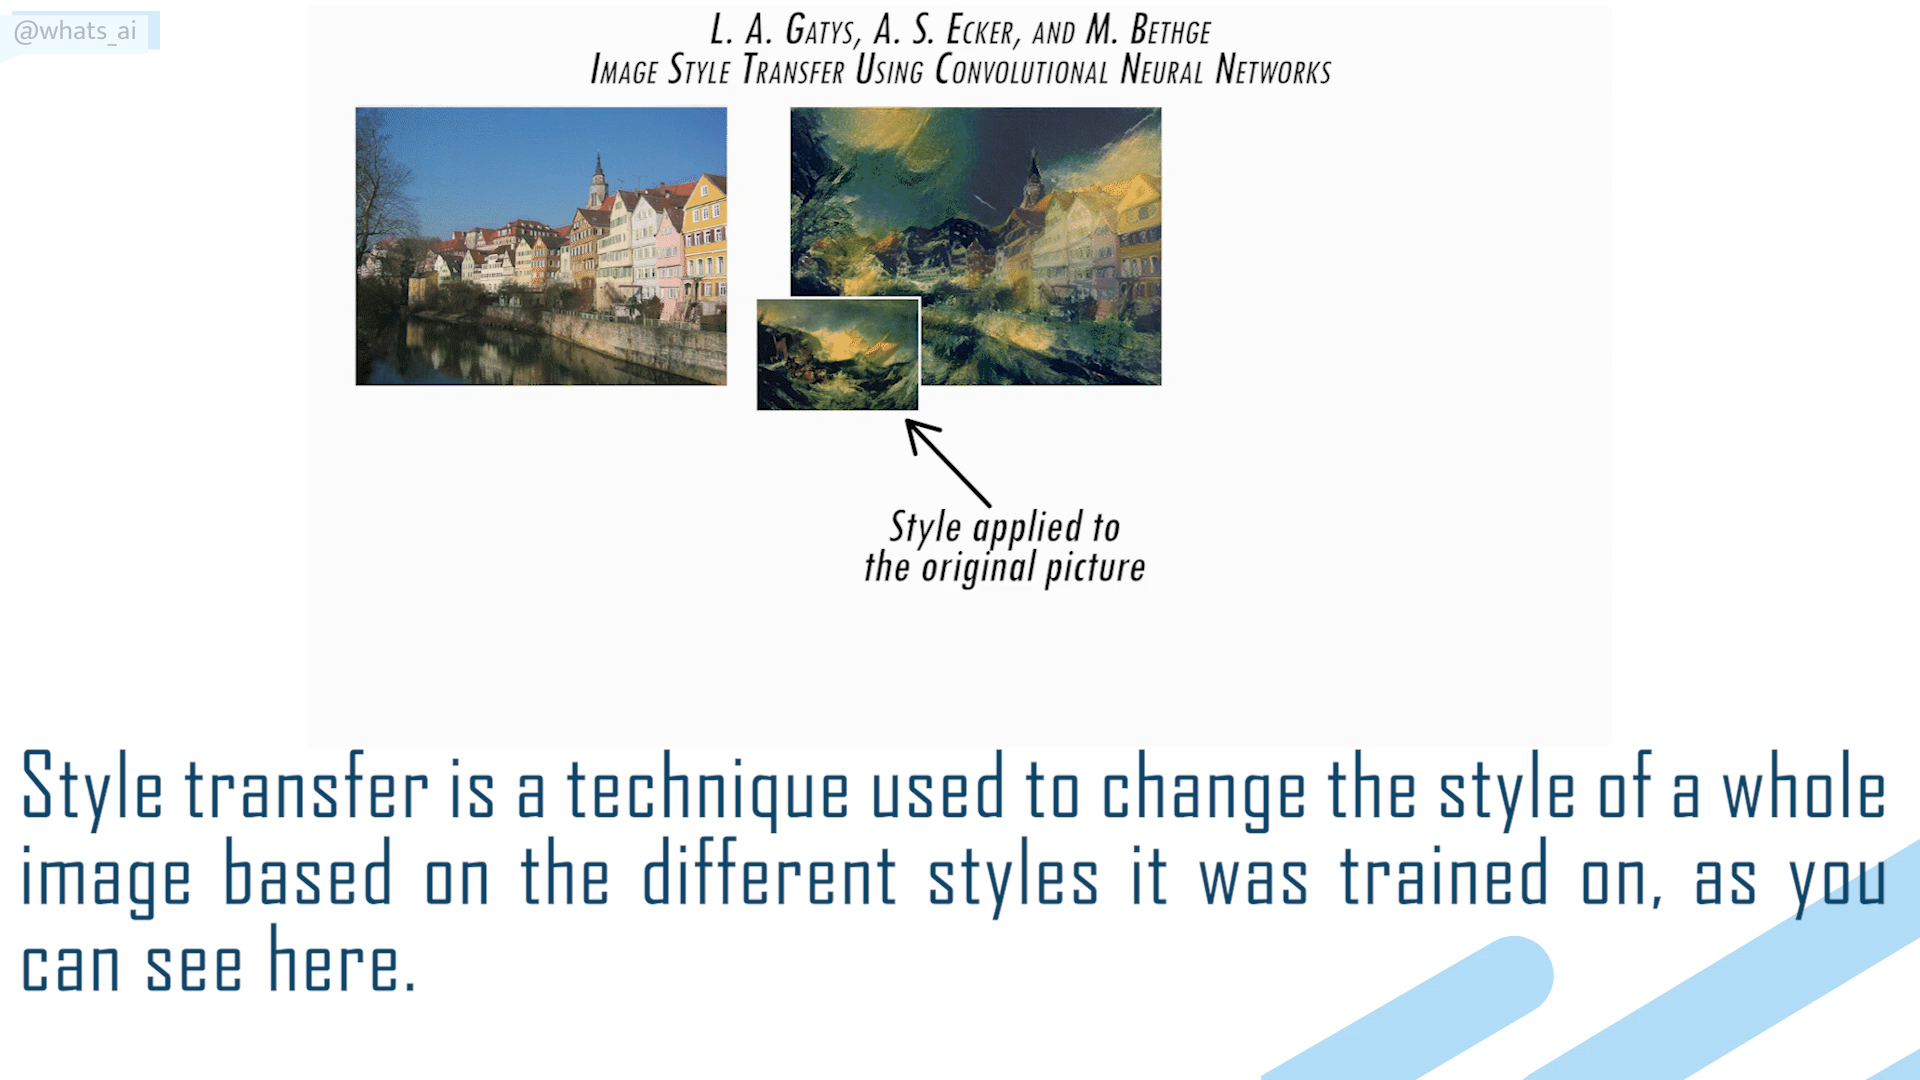 @whats_ai
L. A. Gatys, A. S. Ecker, and M. Bethge
Image Style Transfer Using Convolutional Neural Networks
Style applied to
the original picture
Style transfer is a technique used to change the style of a whole
image based on the different styles it was trained on, as you
can see here.